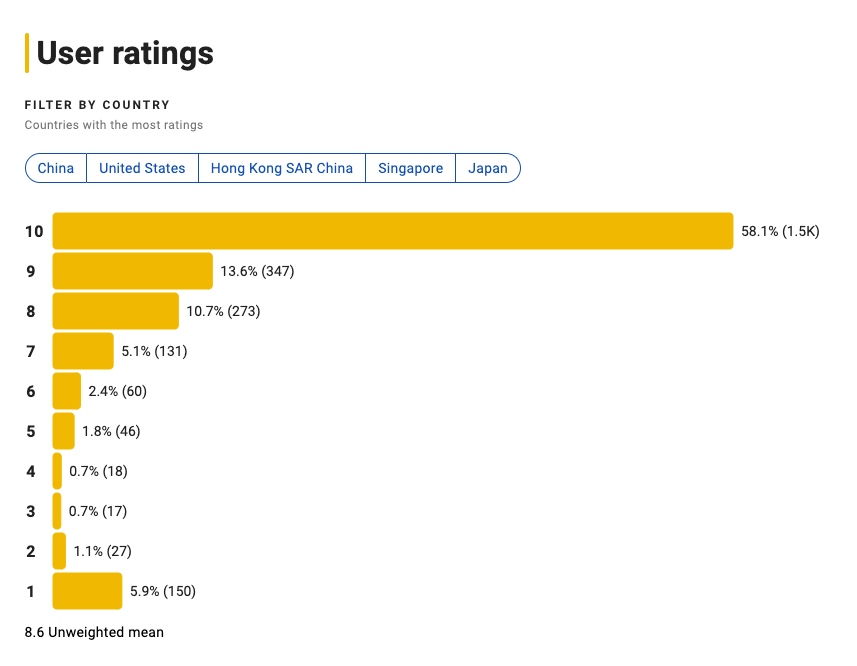 User ratings
FILTER BY COUNTRY
Countries with the most ratings
China United States Hong Kong SAR China Singapore Japan
10 58.1% (1.5K)
9 13.6% (347)
8 10.7% (273)
7 5.1% (131)
6 2.4% (60)
5 1.8% (46)
4 0.7% (18)
3 0.7% (17)
2 1.1% (27)
1 5.9% (150)
8.6 Unweighted mean